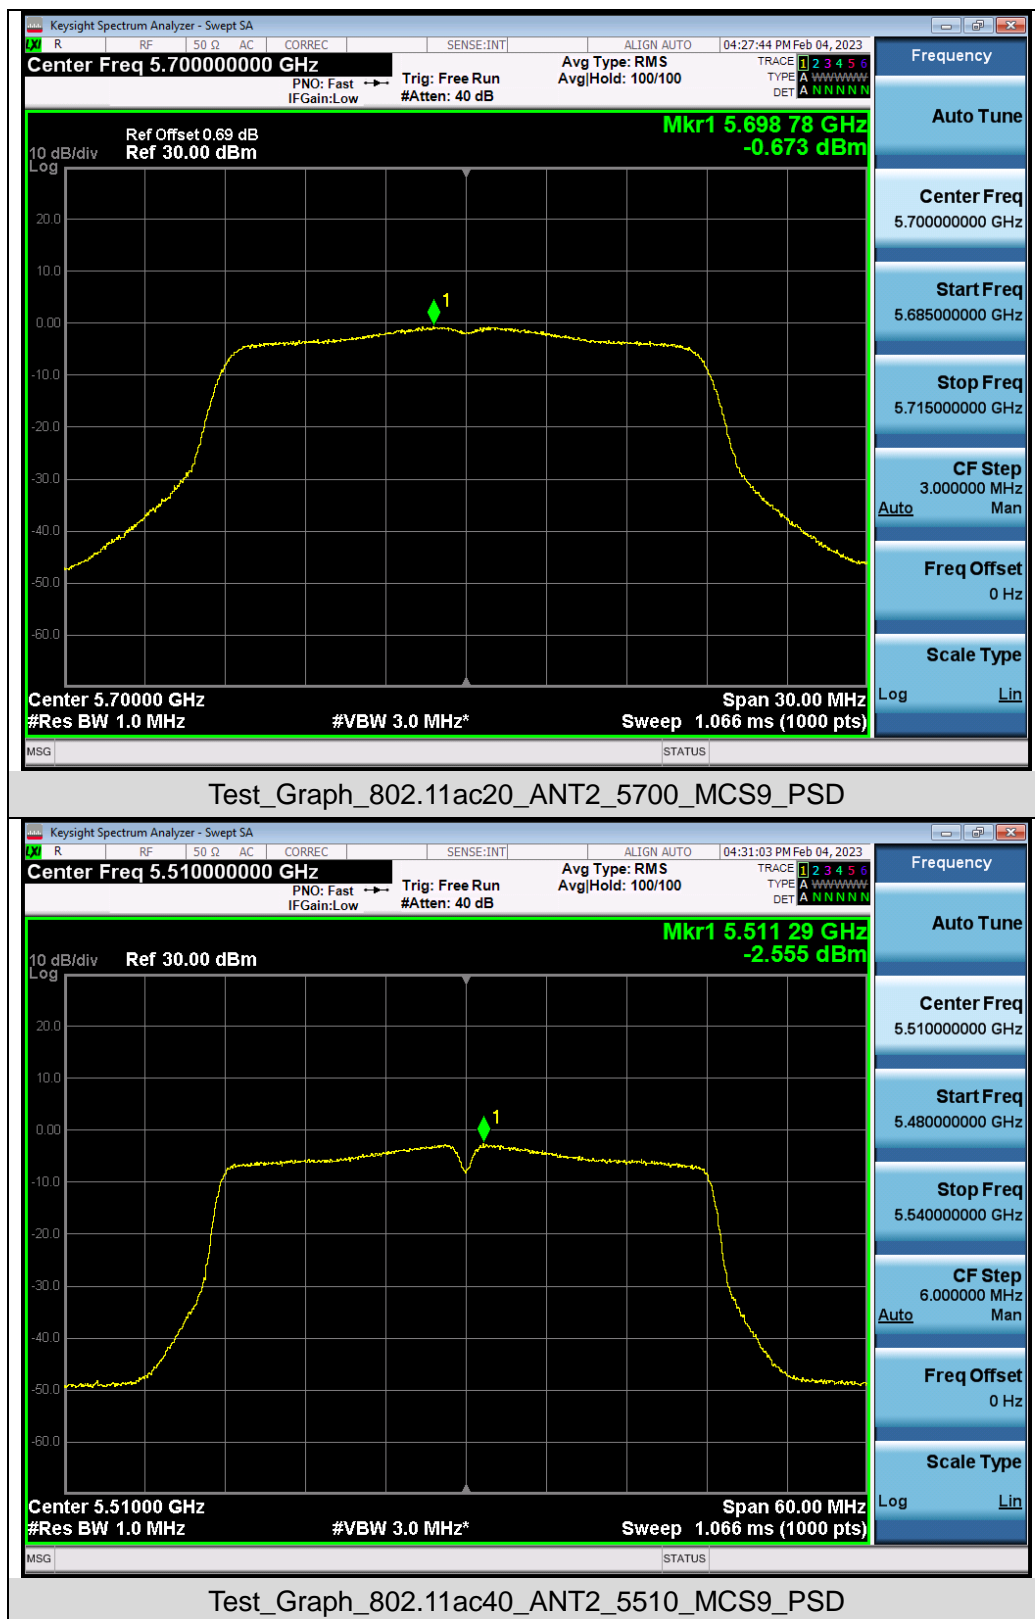 Keysight Spectrum Analyzer - Swept SA
LXI R RF 50 Ω AC CORREC SENSE:INT ALIGN AUTO 04:27:44 PM Feb 04, 2023
Center Freq 5.700000000 GHz
PNO: Fast Trig: Free Run Avg Type: RMS TRACE 1 2 3 4 5 6
IFGain:Low #Atten: 40 dB Avg|Hold: 100/100 TYPE A WWWWW
DET A N N N N N
Frequency
Mkr1 5.698 78 GHz
-0.673 dBm
Ref Offset 0.69 dB
10 dB/div Ref 30.00 dBm
Log
20.0
10.0
0.00
-10.0
-20.0
-30.0
-40.0
-50.0
-60.0
1
Center 5.70000 GHz Span 30.00 MHz
#Res BW 1.0 MHz #VBW 3.0 MHz* Sweep 1.066 ms (1000 pts)
MSG STATUS
Auto Tune
Center Freq
5.700000000 GHz
Start Freq
5.685000000 GHz
Stop Freq
5.715000000 GHz
CF Step
3.000000 MHz
Auto Man
Freq Offset
0 Hz
Scale Type
Log Lin
Test_Graph_802.11ac20_ANT2_5700_MCS9_PSD
Keysight Spectrum Analyzer - Swept SA
LXI R RF 50 Ω AC CORREC SENSE:INT ALIGN AUTO 04:31:03 PM Feb 04, 2023
Center Freq 5.510000000 GHz
PNO: Fast Trig: Free Run Avg Type: RMS TRACE 1 2 3 4 5 6
IFGain:Low #Atten: 40 dB Avg|Hold: 100/100 TYPE A WWWWW
DET A N N N N N
Frequency
Mkr1 5.511 29 GHz
-2.555 dBm
10 dB/div Ref 30.00 dBm
Log
20.0
10.0
0.00
-10.0
-20.0
-30.0
-40.0
-50.0
-60.0
1
Center 5.51000 GHz Span 60.00 MHz
#Res BW 1.0 MHz #VBW 3.0 MHz* Sweep 1.066 ms (1000 pts)
MSG STATUS
Auto Tune
Center Freq
5.510000000 GHz
Start Freq
5.480000000 GHz
Stop Freq
5.540000000 GHz
CF Step
6.000000 MHz
Auto Man
Freq Offset
0 Hz
Scale Type
Log Lin
Test_Graph_802.11ac40_ANT2_5510_MCS9_PSD